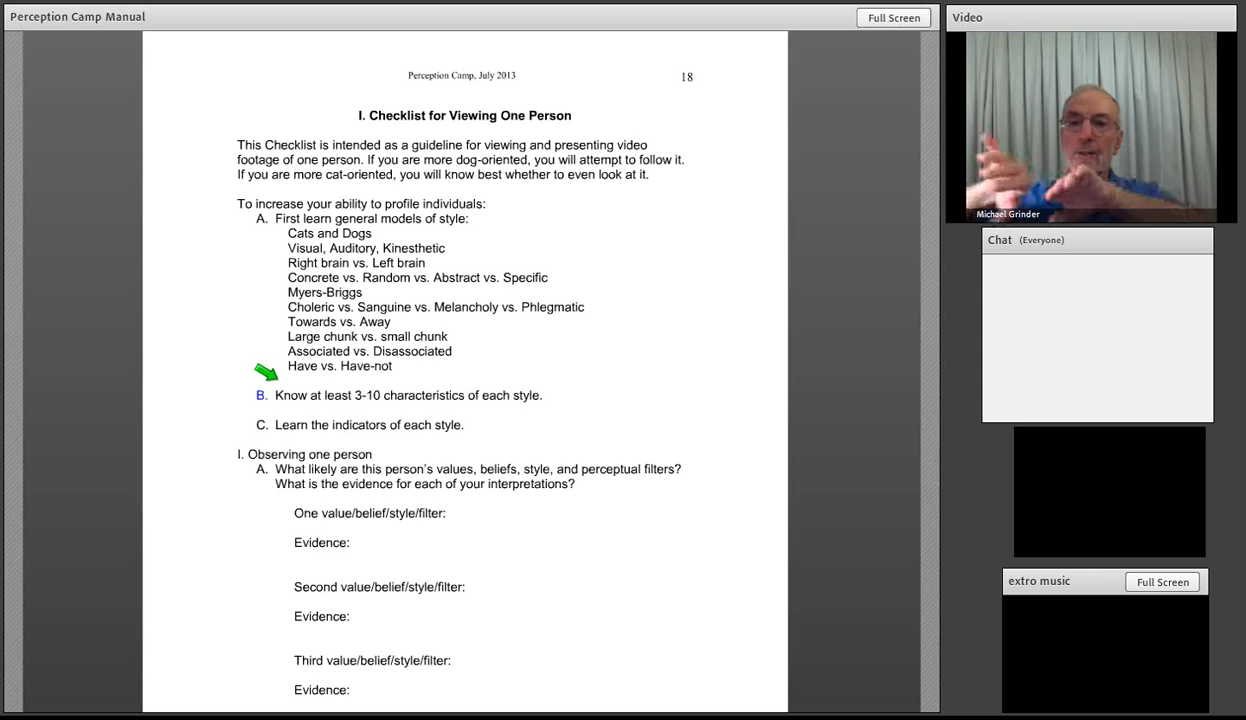 Perception Camp Manual
Full Screen
Perception Camp, July 2013
18
I. Checklist for Viewing One Person
This Checklist is intended as a guideline for viewing and presenting video
footage of one person. If you are more dog-oriented, you will attempt to follow it.
If you are more cat-oriented, you will know best whether to even look at it.
To increase your ability to profile individuals:
A. First learn general models of style:
Cats and Dogs
Visual, Auditory, Kinesthetic
Right brain vs. Left brain
Concrete vs. Random vs. Abstract vs. Specific
Myers-Briggs
Choleric vs. Sanguine vs. Melancholy vs. Phlegmatic
Towards vs. Away
Large chunk vs. small chunk
Associated vs. Disassociated
Have vs. Have-not
B. Know at least 3-10 characteristics of each style.
C. Learn the indicators of each style.
I. Observing one person
A. What likely are this person's values, beliefs, style, and perceptual filters?
What is the evidence for each of your interpretations?
One value/belief/style/filter:
Evidence:
Second value/belief/style/filter:
Evidence:
Third value/belief/style/filter:
Evidence:
Video
Michael Grinder
Chat (Everyone)
extro music
Full Screen